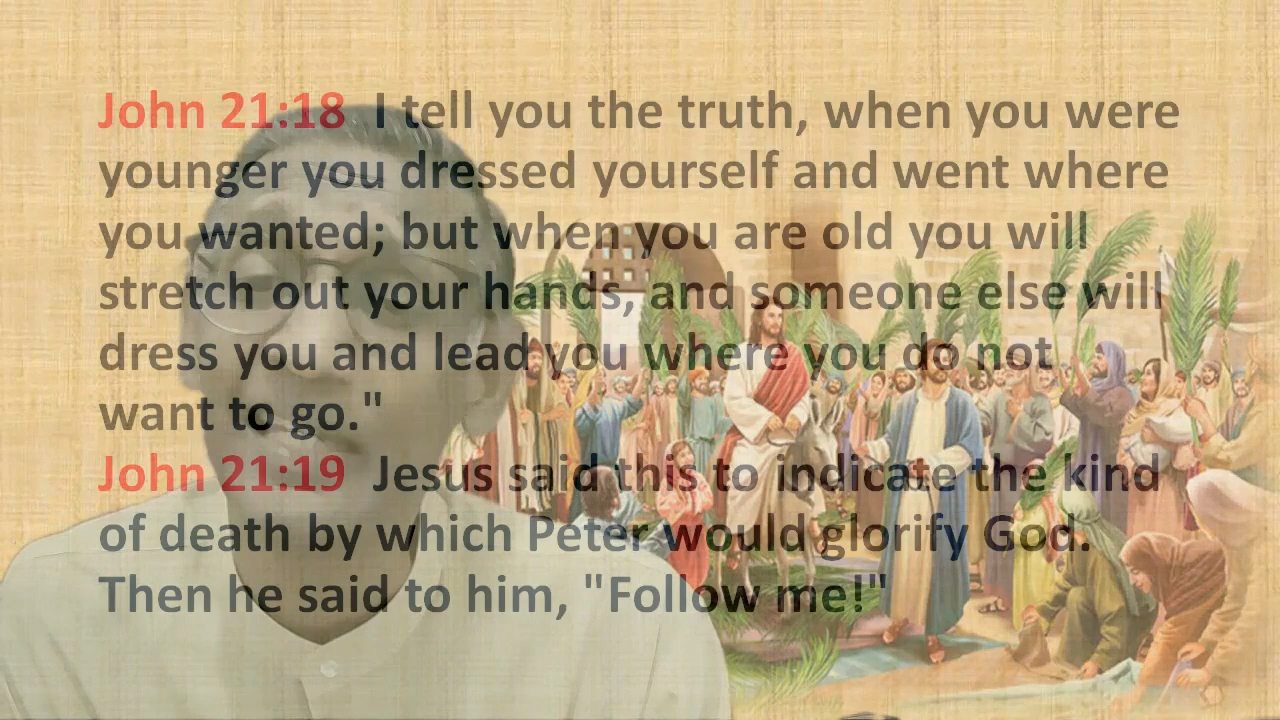 John 21:18 I tell you the truth, when you were
younger you dressed yourself and went where
you wanted; but when you are old you will
stretch out your hands, and someone else will
dress you and lead you where you do not
want to go."
John 21:19 Jesus said this to indicate the kind
of death by which Peter would glorify God.
Then he said to him, "Follow me!"